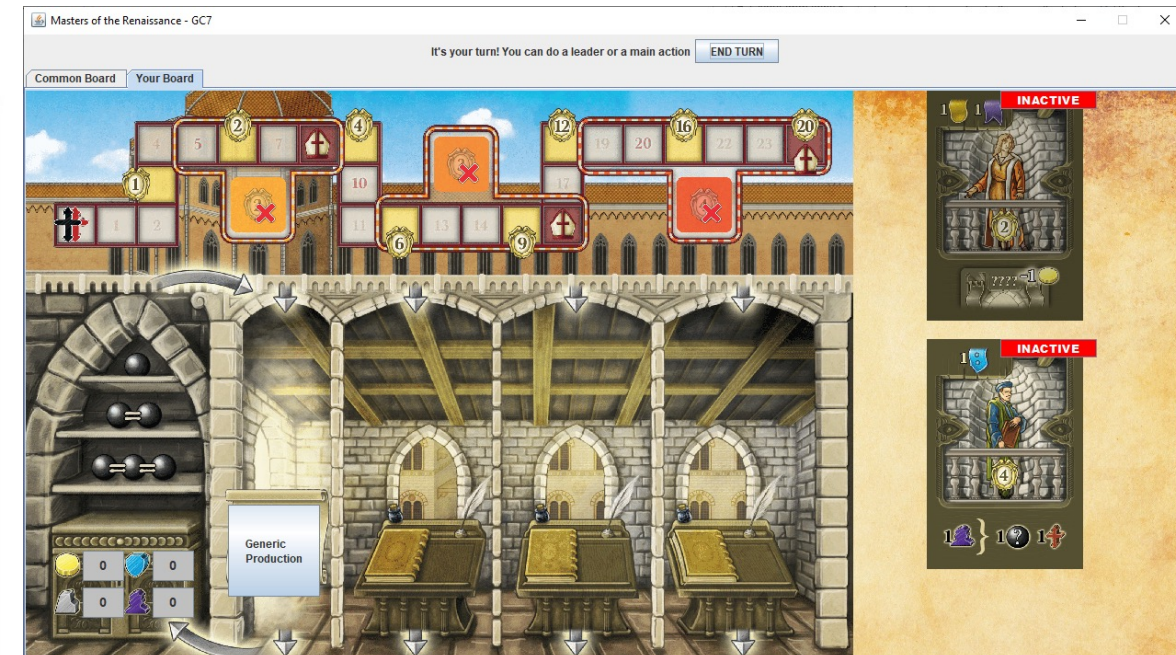 Masters of the Renaissance - GC7
It's your turn! You can do a leader or a main action END TURN
Common Board Your Board
2 4 12 16 20
4 5 7 19 20 22 23
1 10 17
1 2 11 6 13 14 9
Generic
Production
0 0
0 0
1 1 INACTIVE
2
???? -1
1 INACTIVE
4
1 } 1 ? 1